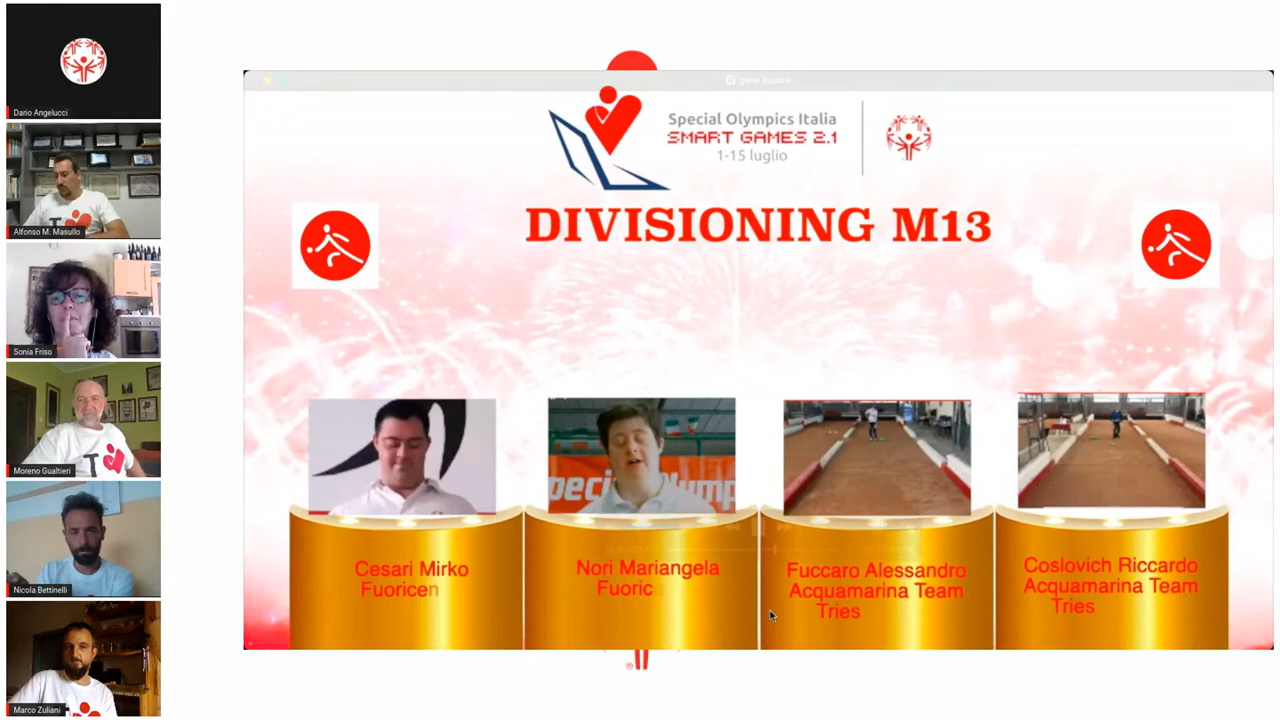 Dario Angelucci
Alfonso M. Masullo
Sonia Friso
Moreno Gualtieri
Nicola Bettinelli
Marco Zuliani
Special Olympics Italia
SMART GAMES 2.1
1-15 luglio
DIVISIONING M13
Cesari Mirko
Fuoricen
Nori Mariangela
Fuoric
Fuccaro Alessandro
Acquamarina Team
Tries
Coslovich Riccardo
Acquamarina Team
Tries